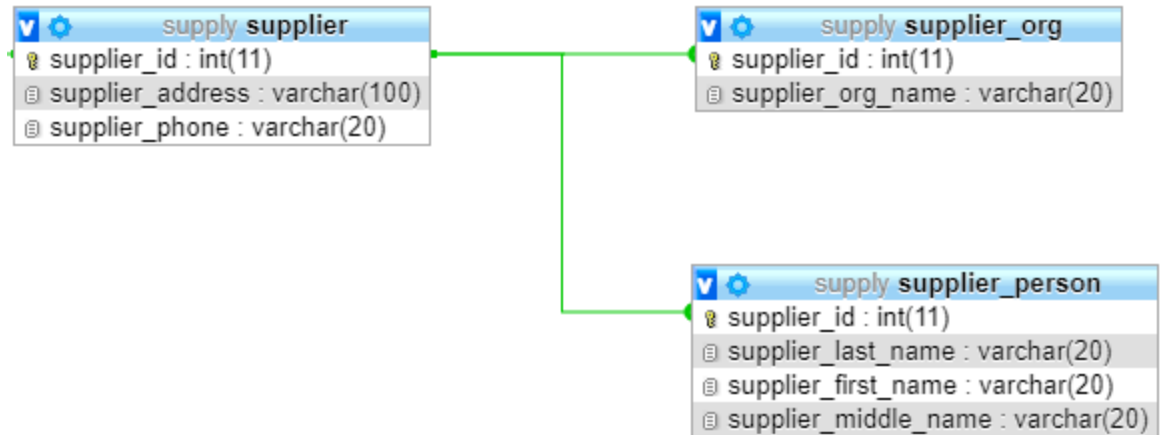 v supply supplier
supplier_id : int(11)
supplier_address : varchar(100)
supplier_phone : varchar(20)
v supply supplier_org
supplier_id : int(11)
supplier_org_name : varchar(20)
v supply supplier_person
supplier_id : int(11)
supplier_last_name : varchar(20)
supplier_first_name : varchar(20)
supplier_middle_name : varchar(20)